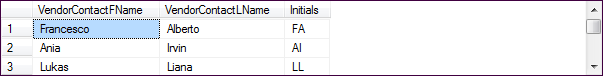 VendorContactFName VendorContactLName Initials
1 Francesco Alberto FA
2 Ania Irvin AI
3 Lukas Liana LL